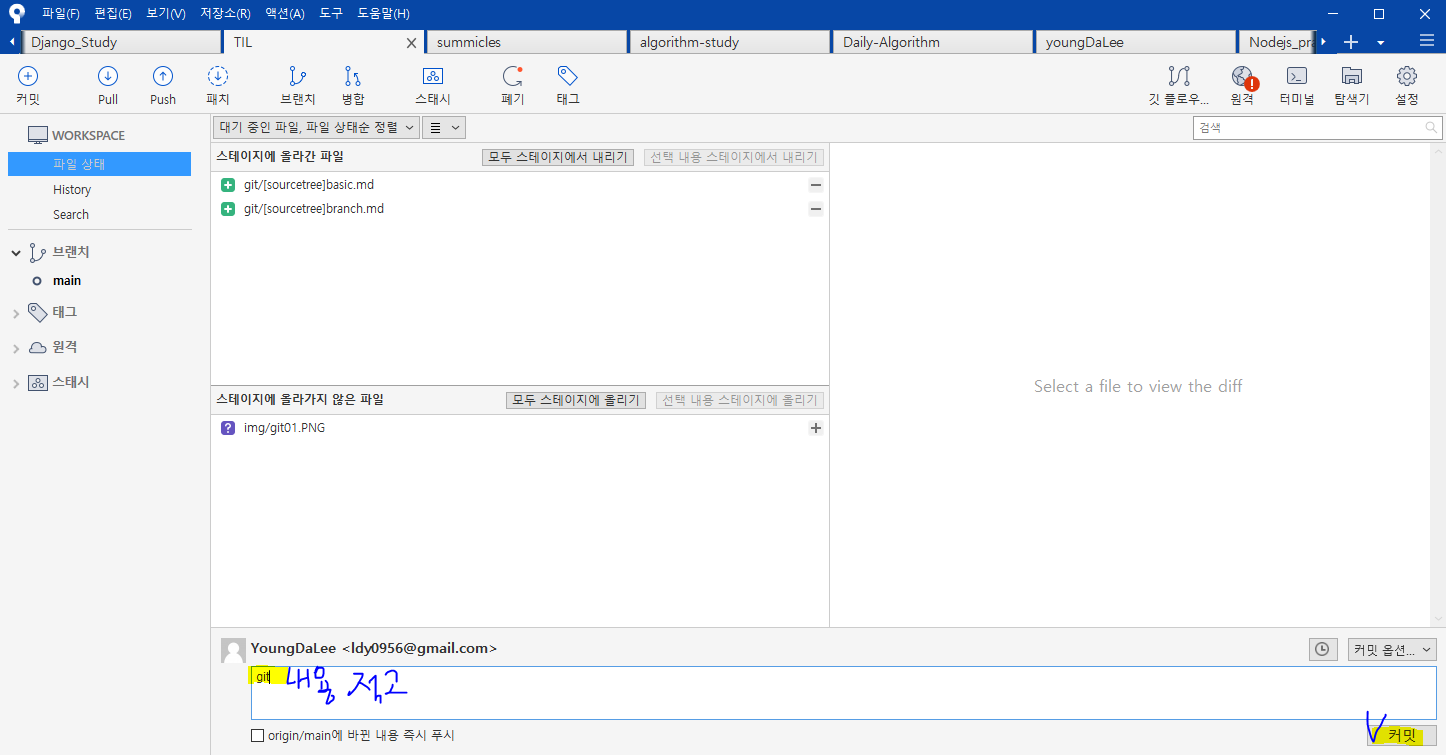 파일(F) 편집(E) 보기(V) 저장소(R) 액션(A) 도구 도움말(H)
Django_Study TIL summicles algorithm-study Daily-Algorithm youngDaLee Nodejs_pra
커밋 Pull Push 패치 브랜치 병합 스태시 폐기 태그 깃 플로우... 원격 터미널 탐색기 설정
WORKSPACE
파일 상태
History
Search
브랜치
main
태그
원격
스태시
대기 중인 파일, 파일 상태순 정렬
검색
스테이지에 올라간 파일 모두 스테이지에서 내리기 선택 내용 스테이지에서 내리기
git/[sourcetree]basic.md
git/[sourcetree]branch.md
스테이지에 올라가지 않은 파일 모두 스테이지에 올리기 선택 내용 스테이지에 올리기
? img/git01.PNG
Select a file to view the diff
YoungDaLee <ldy0956@gmail.com>
커밋 옵션...
git 내용 적고
origin/main에 바뀐 내용 즉시 푸시
커밋